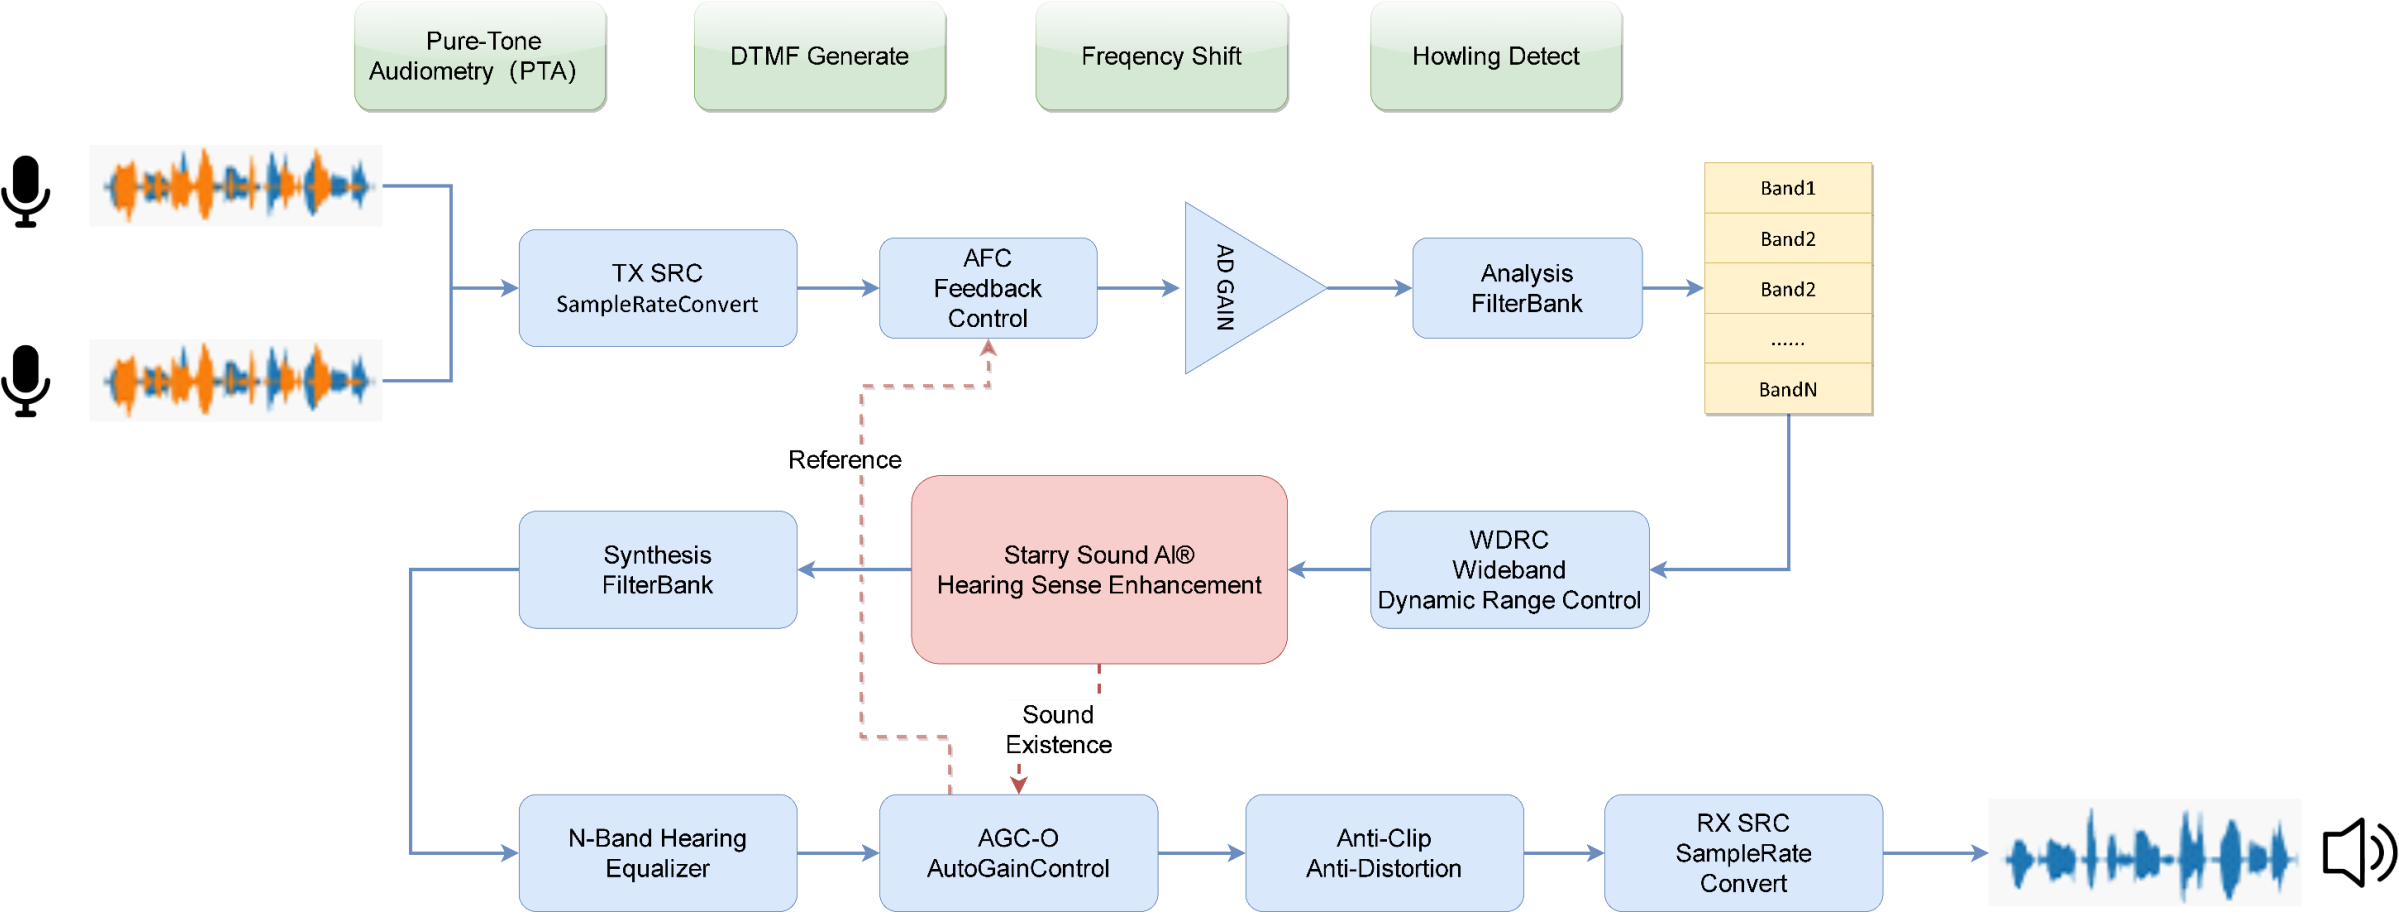 Pure-Tone
Audiometry（PTA）
DTMF Generate
Freqency Shift
Howling Detect
TX SRC
SampleRateConvert
AFC
Feedback
Control
AD GAIN
Analysis
FilterBank
Band1
Band2
Band2
......
BandN
Reference
Synthesis
FilterBank
Starry Sound AI®
Hearing Sense Enhancement
WDRC
Wideband
Dynamic Range Control
Sound
Existence
N-Band Hearing
Equalizer
AGC-O
AutoGainControl
Anti-Clip
Anti-Distortion
RX SRC
SampleRate
Convert